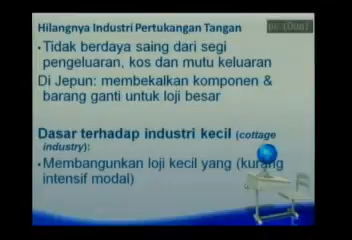 Hilangnya Industri Pertukangan Tangan
• Tidak berdaya saing dari segi
pengeluaran, kos dan mutu keluaran
Di Jepun: membekalkan komponen &
barang ganti untuk loji besar
Dasar terhadap industri kecil (cottage
industry):
• Membangunkan loji kecil yang (kurang
intensif modal)